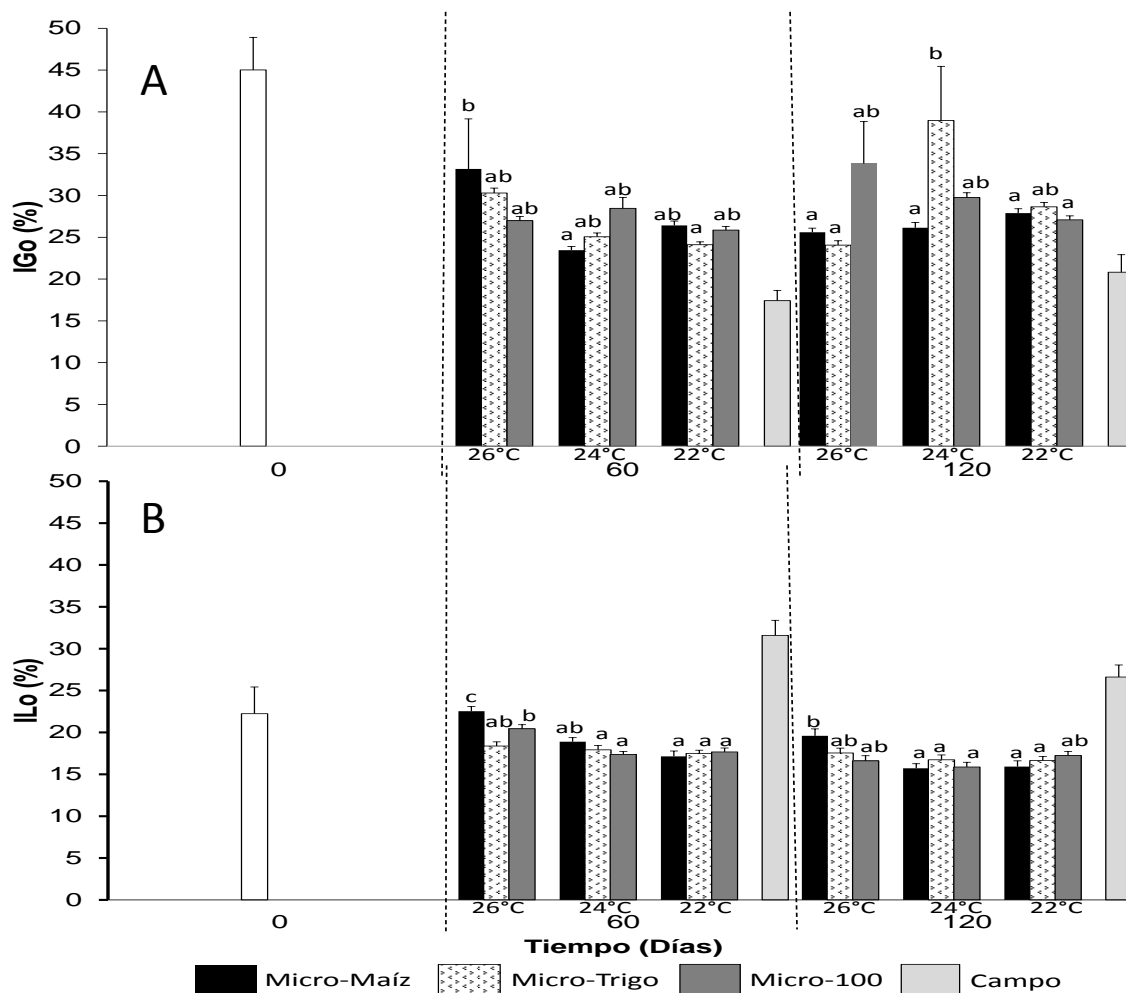 A
IGo (%)
50
45
40
35
30
25
20
15
10
5
0
b ab ab
a ab ab
ab a ab
a a ab
a b ab
a ab a
26°C 24°C 22°C 26°C 24°C 22°C
0 60 120
B
ILo (%)
50
45
40
35
30
25
20
15
10
5
0
c ab b
ab a a
a a a
b ab ab
a a a
a a ab
26°C 24°C 22°C 26°C 24°C 22°C
0 60 120
Tiempo (Días)
Micro-Maíz Micro-Trigo Micro-100 Campo